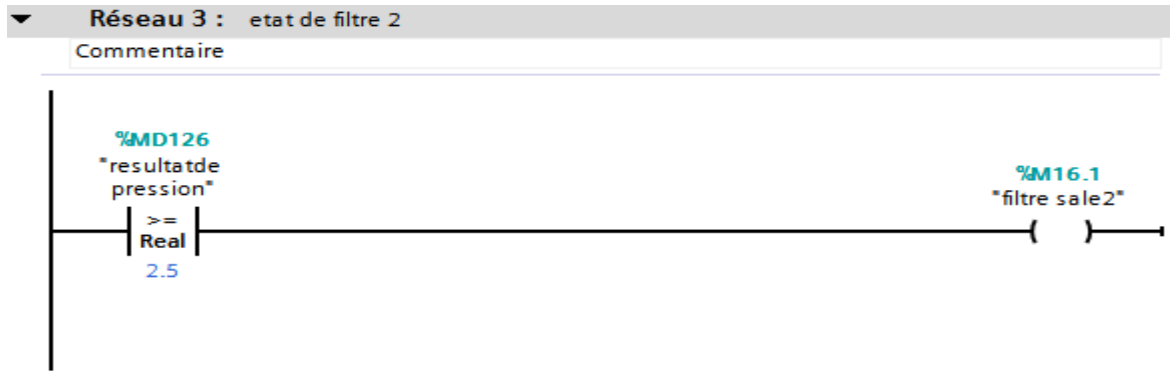 Réseau 3 : etat de filtre 2
Commentaire
%MD126
"resultatde
pression"
>=
Real
2.5
%M16.1
"filtre sale2"